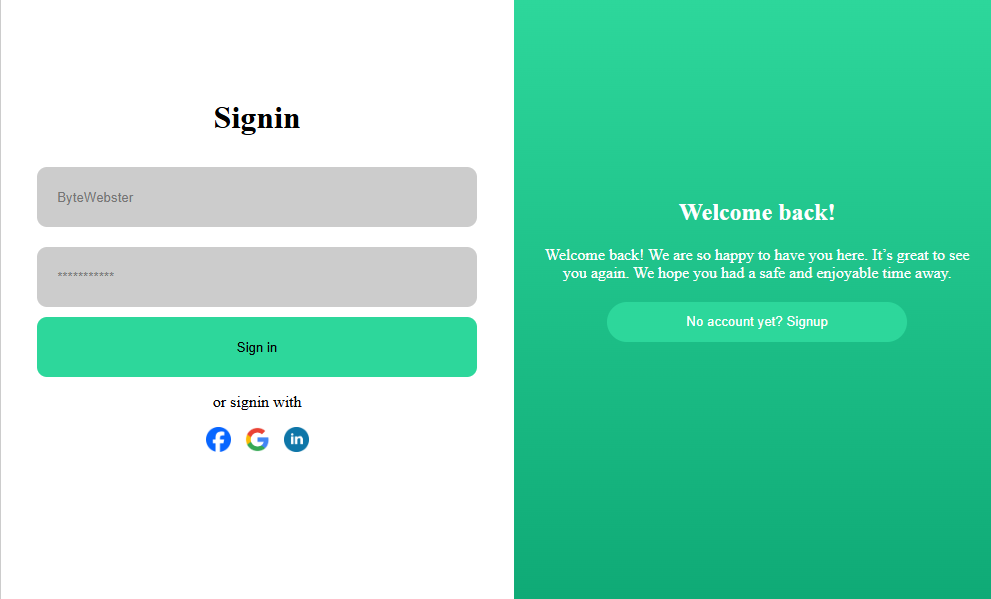 Signin
ByteWebster
***********
Sign in
or signin with
in
Welcome back!
Welcome back! We are so happy to have you here. It's great to see
you again. We hope you had a safe and enjoyable time away.
No account yet? Signup